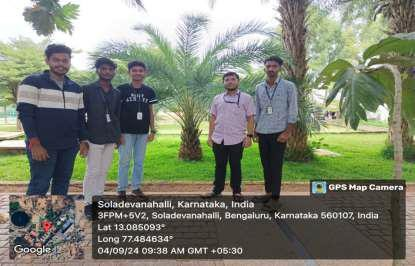 GPS Map Camera
Soladevanahalli, Karnataka, India
3FPM+5V2, Soladevanahalli, Bengaluru, Karnataka 560107, India
Lat 13.085093°
Long 77.484634°
04/09/24 09:38 AM GMT +05:30
Google